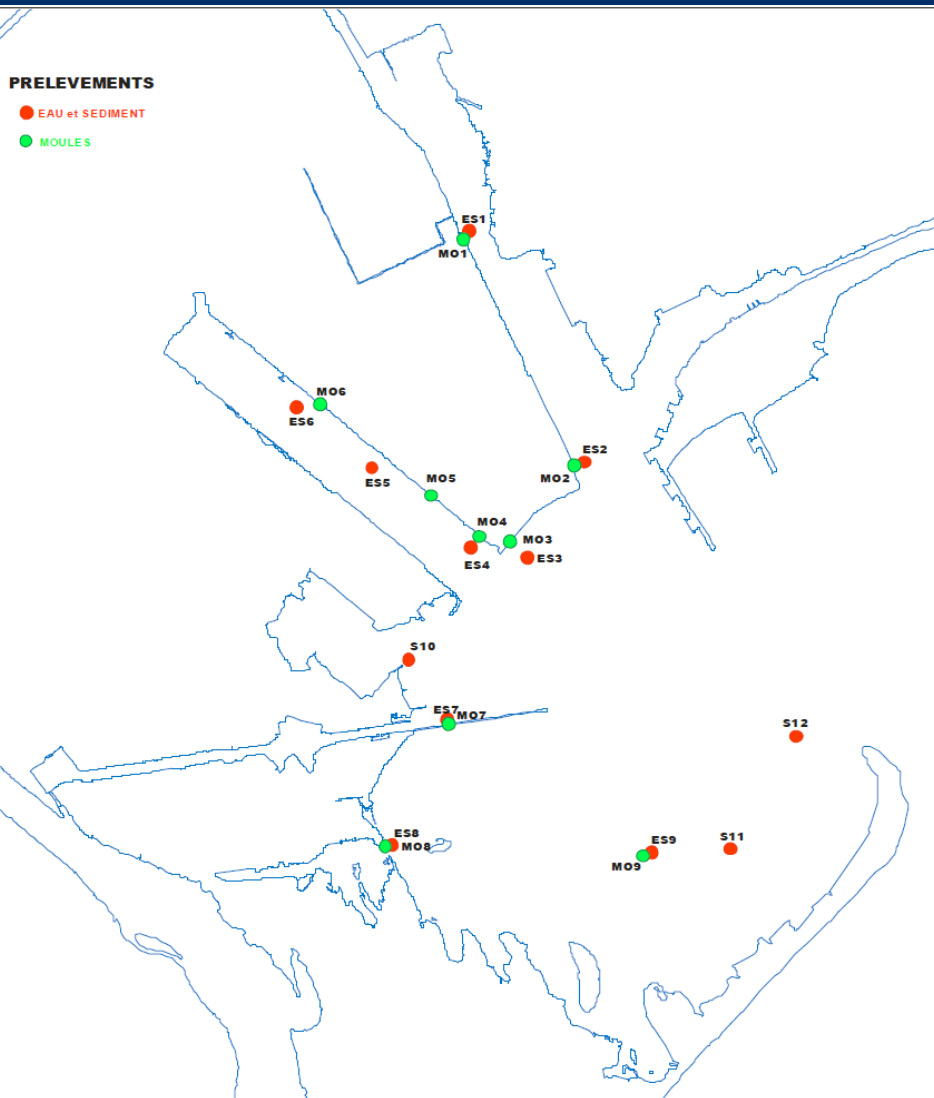 PRELEVEMENTS
EAU et SEDIMENT
MOULES
ES1
MO1
MO6
ES6
ES2
MO2
ES5
MO5
MO4
MO3
ES4
ES3
S10
ES7
MO7
S12
ES8
MO8
ES9
S11
MO9